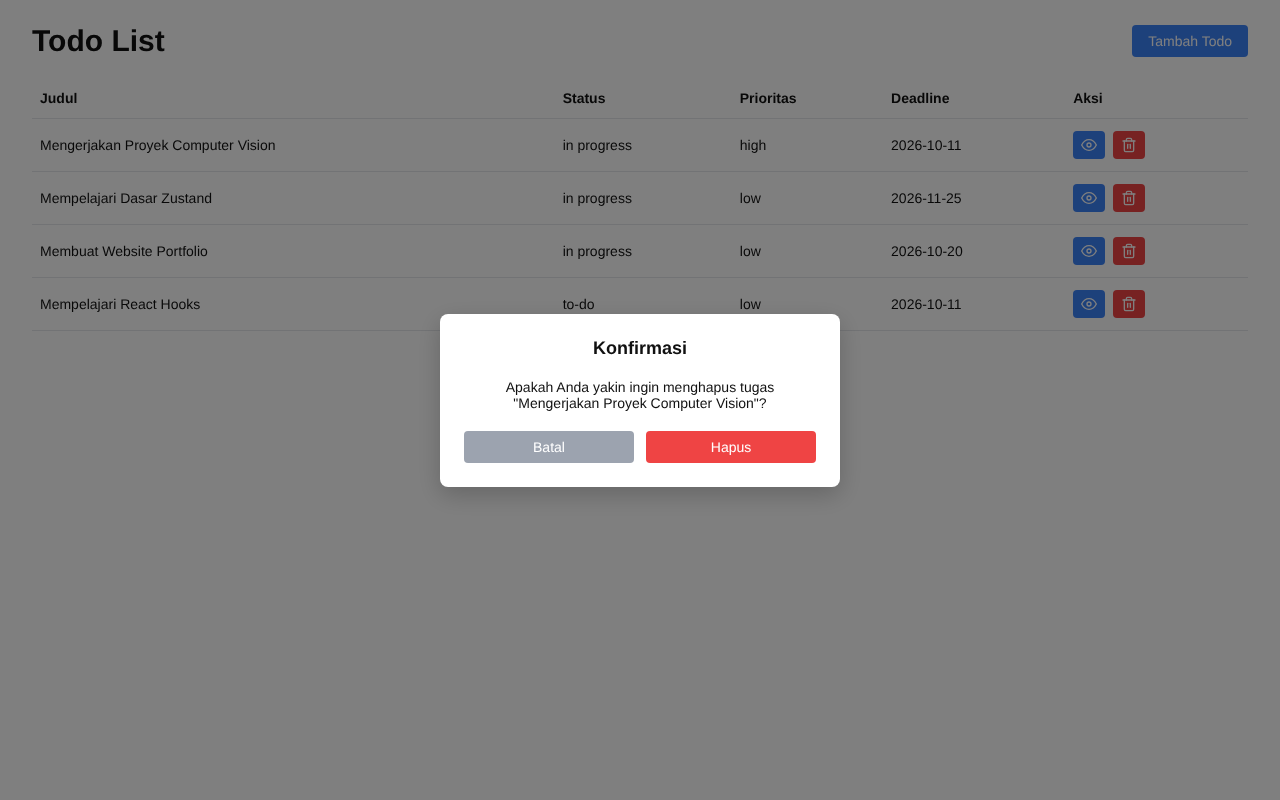 Todo List
Tambah Todo
Judul Status Prioritas Deadline Aksi
Mengerjakan Proyek Computer Vision in progress high 2026-10-11
Mempelajari Dasar Zustand in progress low 2026-11-25
Membuat Website Portfolio in progress low 2026-10-20
Mempelajari React Hooks to-do low 2026-10-11
Konfirmasi
Apakah Anda yakin ingin menghapus tugas
"Mengerjakan Proyek Computer Vision"?
Batal Hapus